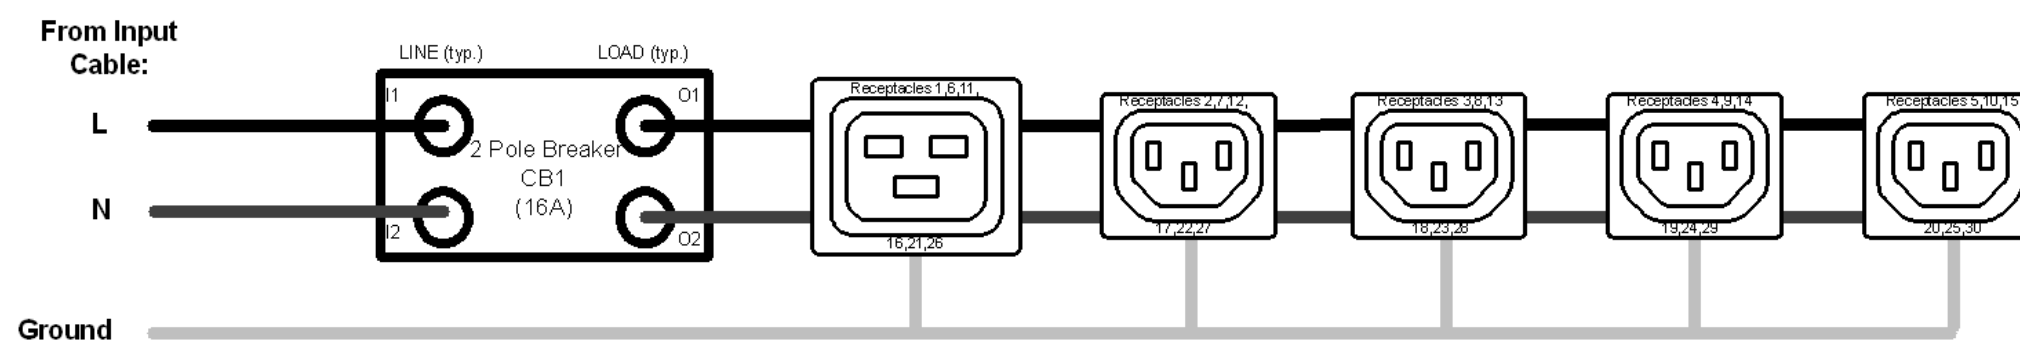 From Input
Cable:
LINE (typ.)
LOAD (typ.)
I1
O1
L
2 Pole Breaker
CB1
(16A)
N
I2
O2
Receptacles 1,6,11,
16,21,26
Receptacles 2,7,12,
17,22,27
Receptacles 3,8,13
18,23,28
Receptacles 4,9,14
19,24,29
Receptacles 5,10,15
20,25,30
Ground